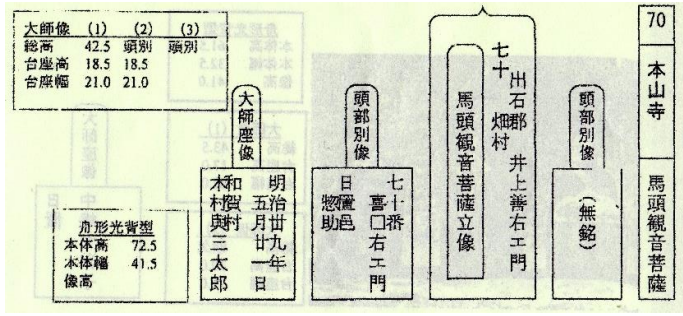 70
本山寺
馬頭観音菩薩
頭部別像
(無銘)
七十
出石郡 井上善右エ門
畑村
馬頭観音菩薩立像
頭部別像
七十番
喜□右エ門
日置邑
惣助
大師座像
明治廿九年
五月廿一日
和賀村
木村與三太郎
大師像 (1) (2) (3)
総高 42.5 頭別 頭別
台座高 18.5 18.5
台座幅 21.0 21.0
舟形光背型
本体高 72.5
本体幅 41.5
像高